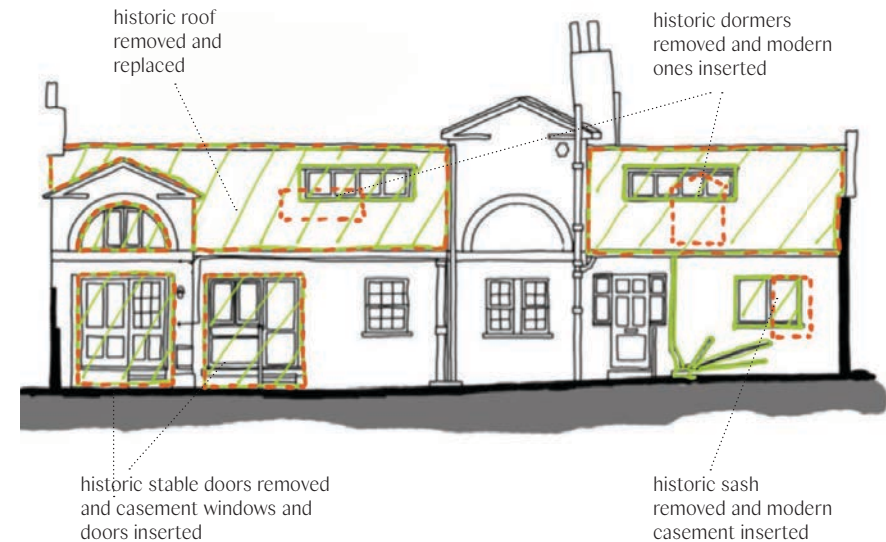 historic roof
removed and
replaced
historic dormers
removed and modern
ones inserted
historic stable doors removed
and casement windows and
doors inserted
historic sash
removed and modern
casement inserted